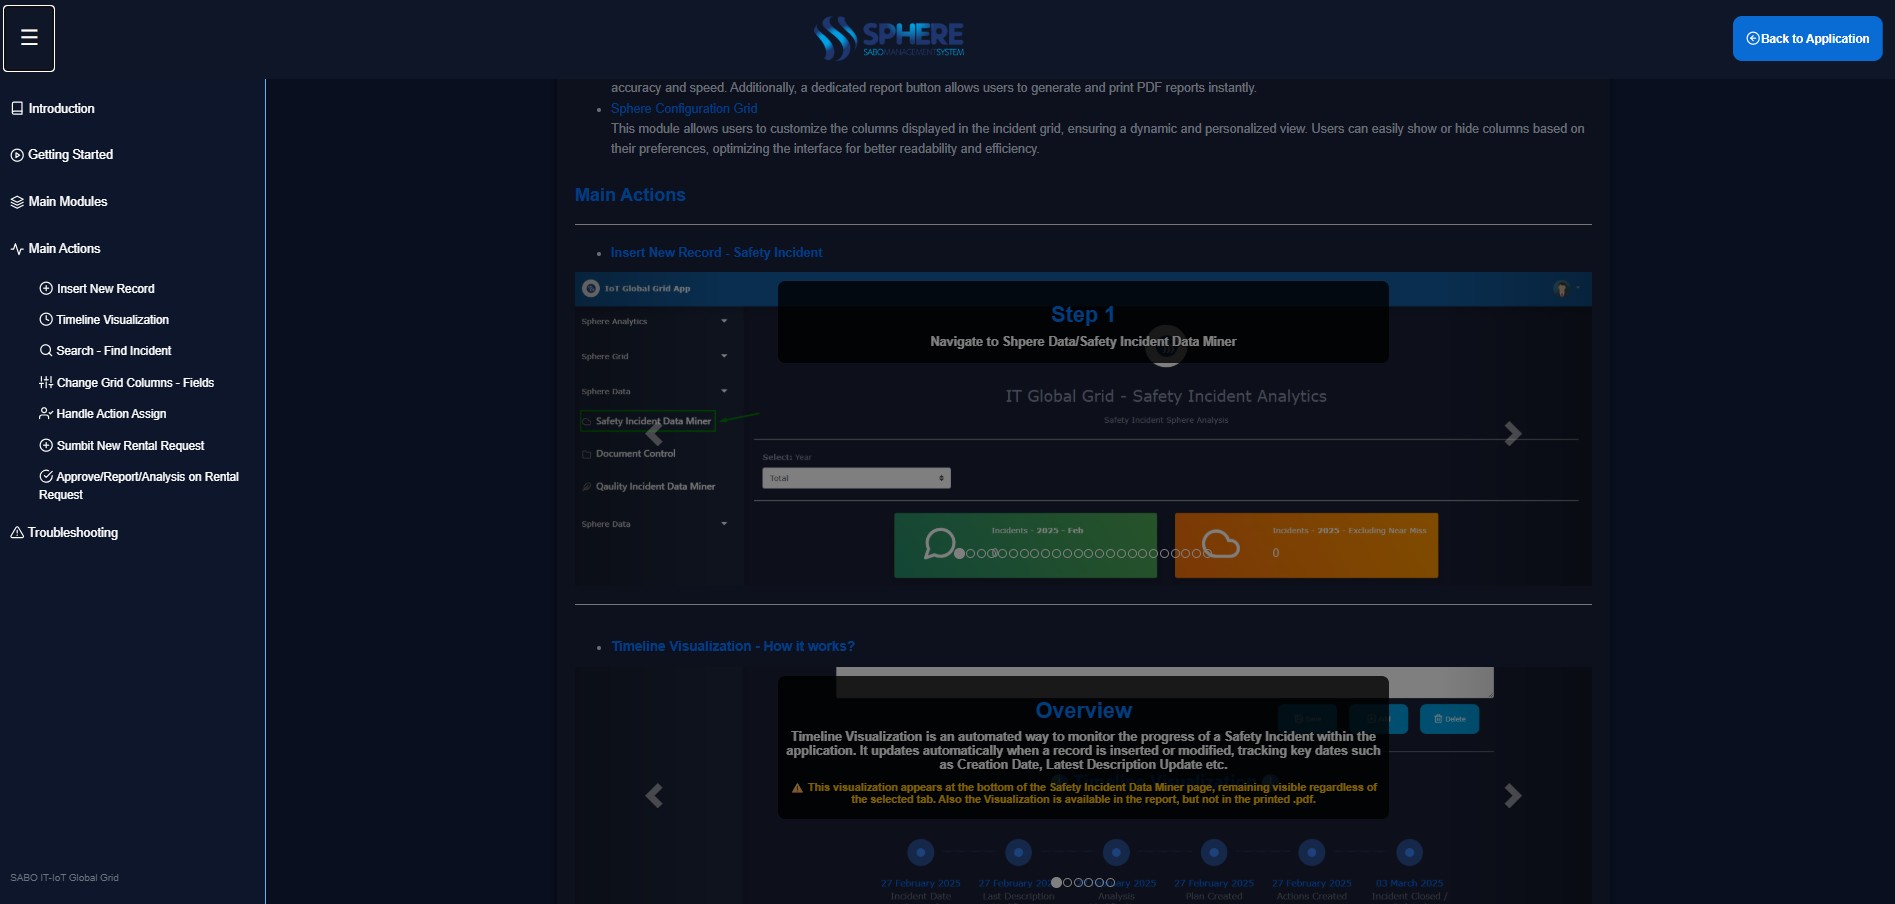 ☰
SPHERE
SABO MANAGEMENT SYSTEM
Back to Application
Introduction
Getting Started
Main Modules
Main Actions
Insert New Record
Timeline Visualization
Search - Find Incident
Change Grid Columns - Fields
Handle Action Assign
Sumbit New Rental Request
Approve/Report/Analysis on Rental
Request
Troubleshooting
SABO IT-IoT Global Grid
accuracy and speed. Additionally, a dedicated report button allows users to generate and print PDF reports instantly.
Sphere Configuration Grid
This module allows users to customize the columns displayed in the incident grid, ensuring a dynamic and personalized view. Users can easily show or hide columns based on
their preferences, optimizing the interface for better readability and efficiency.
Main Actions
Insert New Record - Safety Incident
IoT Global Grid App
Sphere Analytics
Sphere Grid
Sphere Data
Safety Incident Data Miner
Document Control
Qaulity Incident Data Miner
Sphere Data
Step 1
Navigate to Shpere Data/Safety Incident Data Miner
IT Global Grid - Safety Incident Analytics
Safety Incident Sphere Analysis
Select: Year
Total
Incidents - 2025 - Feb
0
Incidents - 2025 - Excluding Near Miss
0
Timeline Visualization - How it works?
Delete
Overview
Timeline Visualization is an automated way to monitor the progress of a Safety Incident within the
application. It updates automatically when a record is inserted or modified, tracking key dates such
as Creation Date, Latest Description Update etc.
This visualization appears at the bottom of the Safety Incident Data Miner page, remaining visible regardless of
the selected tab. Also the Visualization is available in the report, but not in the printed .pdf.
27 February 2025
Incident Date
27 February
Last Description
2025
Analysis
27 February 2025
Plan Created
27 February 2025
Actions Created
03 March 2025
Incident Closed /